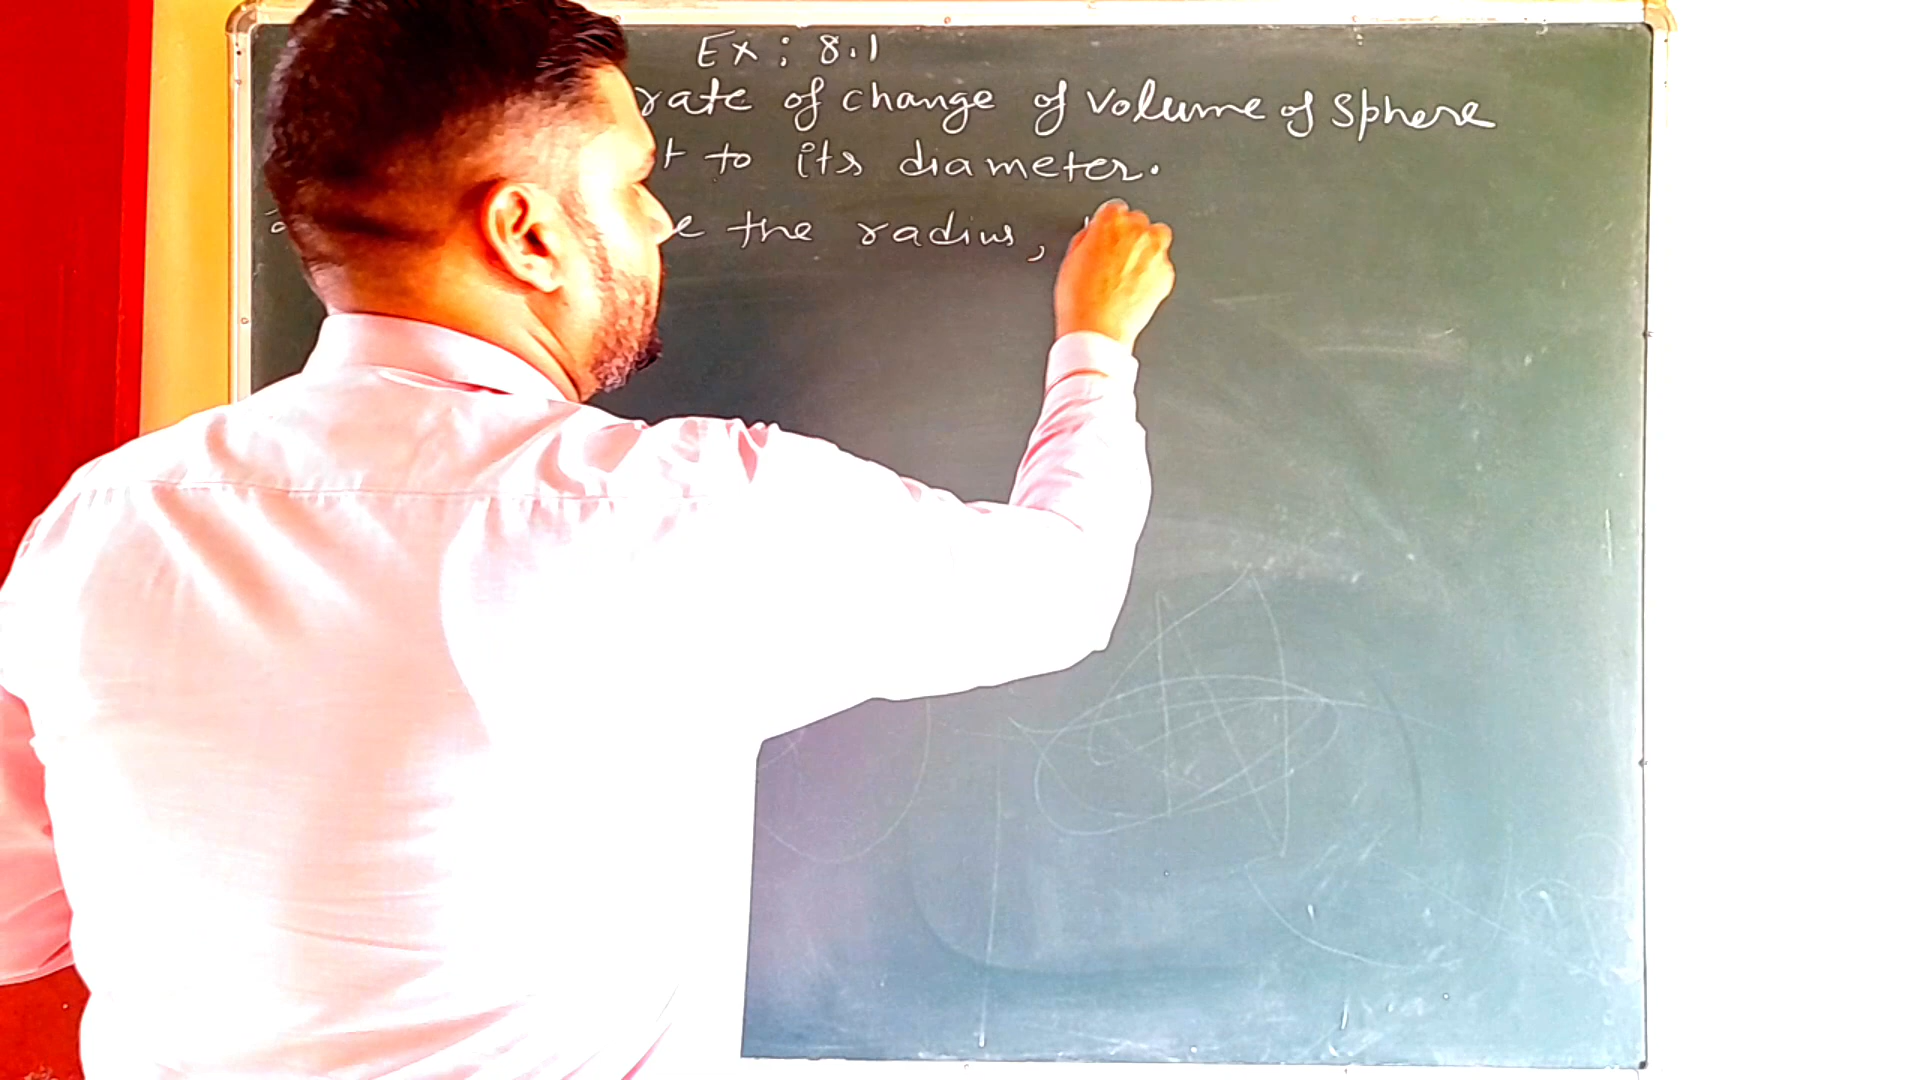 Ex : 8.1
rate of change of volume of sphere
t to its diameter.
e the radius,